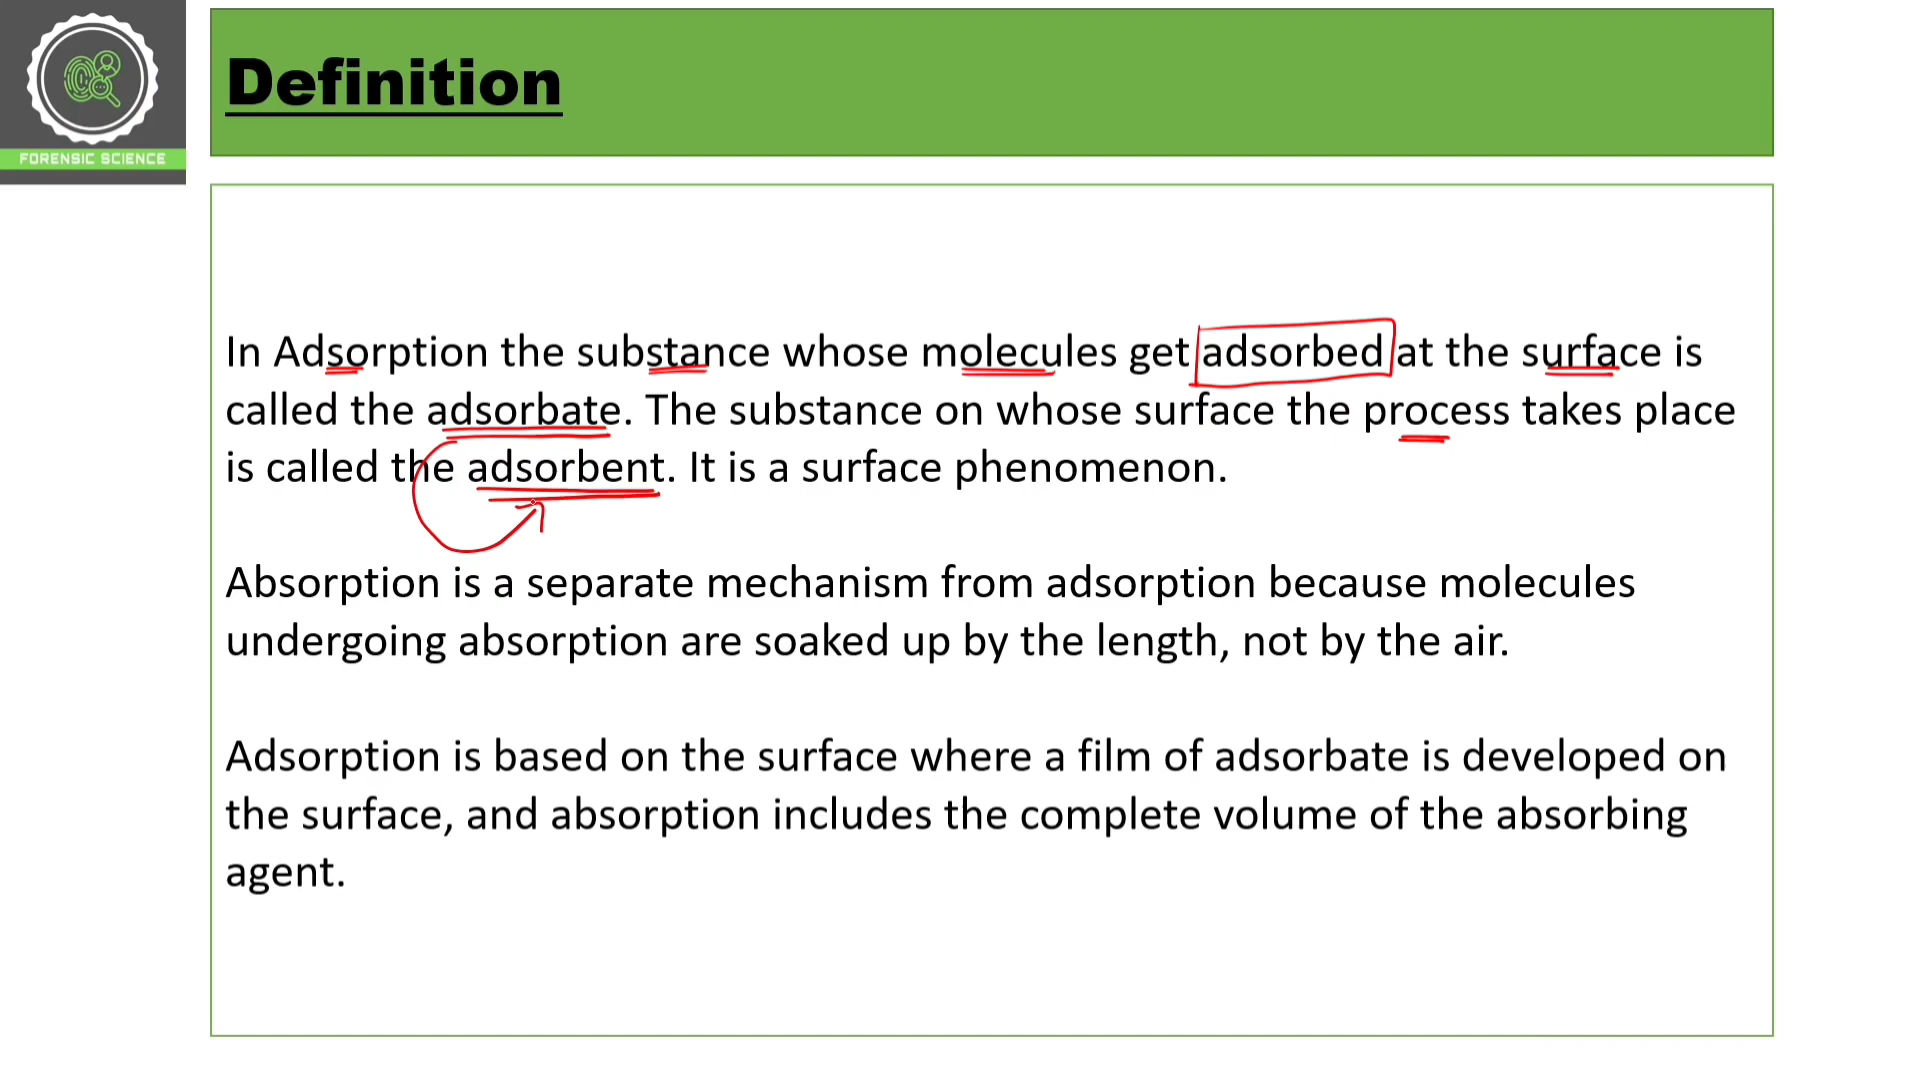 FORENSIC SCIENCE
Definition
In Adsorption the substance whose molecules get adsorbed at the surface is
called the adsorbate. The substance on whose surface the process takes place
is called the adsorbent. It is a surface phenomenon.
Absorption is a separate mechanism from adsorption because molecules
undergoing absorption are soaked up by the length, not by the air.
Adsorption is based on the surface where a film of adsorbate is developed on
the surface, and absorption includes the complete volume of the absorbing
agent.